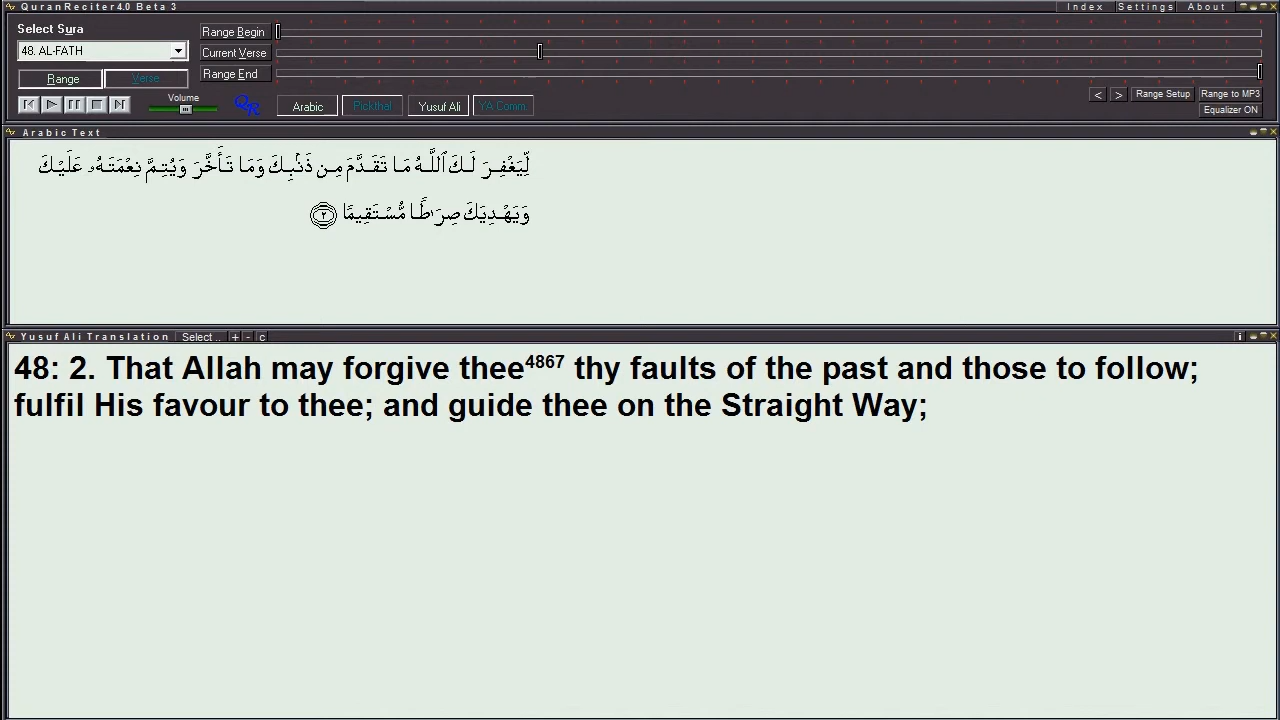 QuranReciter4.0 Beta 3
Index Settings About
Select Sura
48. AL-FATH
Range Verse
Volume
Range Begin
Current Verse
Range End
Arabic Pickthal Yusuf Ali YA Comm.
< > Range Setup Range to MP3
Equalizer ON
Arabic Text
لِّيَغْفِرَ لَكَ ٱللَّهُ مَا تَقَدَّمَ مِن ذَنۢبِكَ وَمَا تَأَخَّرَ وَيُتِمَّ نِعْمَتَهُۥ عَلَيْكَ
وَيَهْدِيَكَ صِرَٰطًا مُّسْتَقِيمًا ٢
Yusuf Ali Translation Select .. + - c i
48: 2. That Allah may forgive thee4867 thy faults of the past and those to follow;
fulfil His favour to thee; and guide thee on the Straight Way;